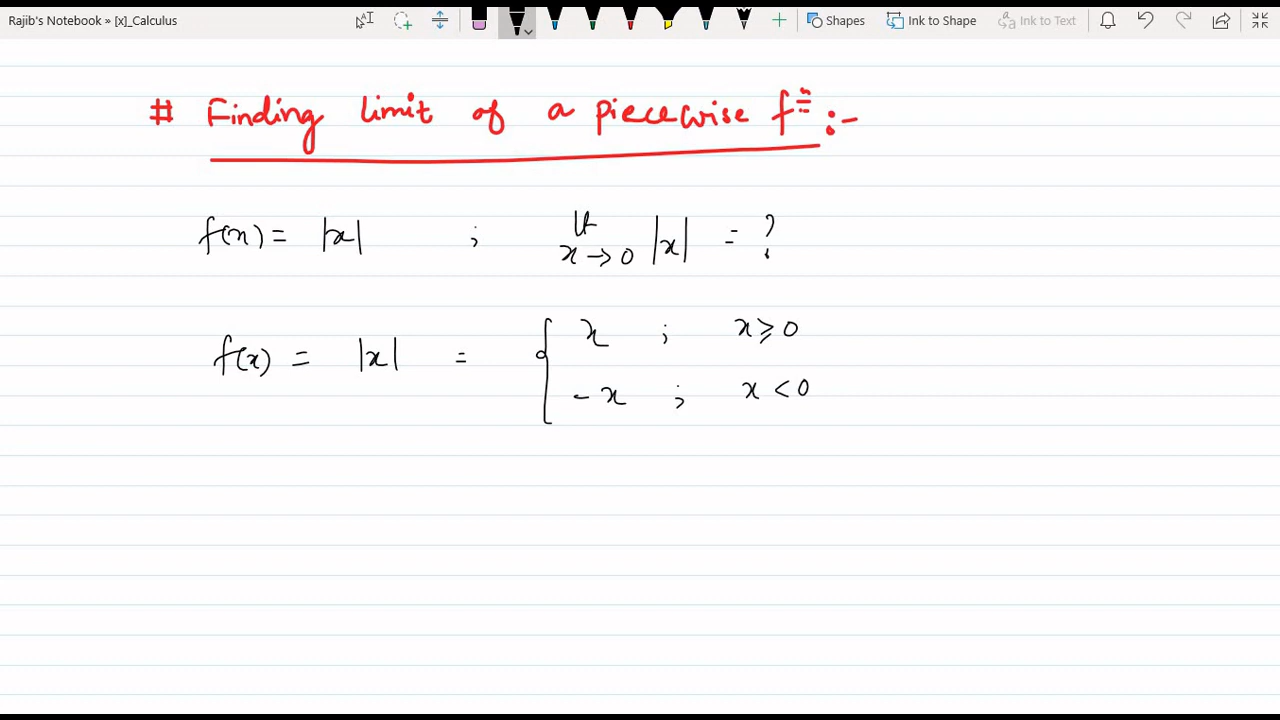 Rajib's Notebook » [x]_Calculus
Shapes Ink to Shape Ink to Text
# Finding limit of a piecewise fⁿ :-
f(x) = |x| ; lt x→0 |x| = ?
f(x) = |x| = { x ; x ≥ 0
- x ; x < 0